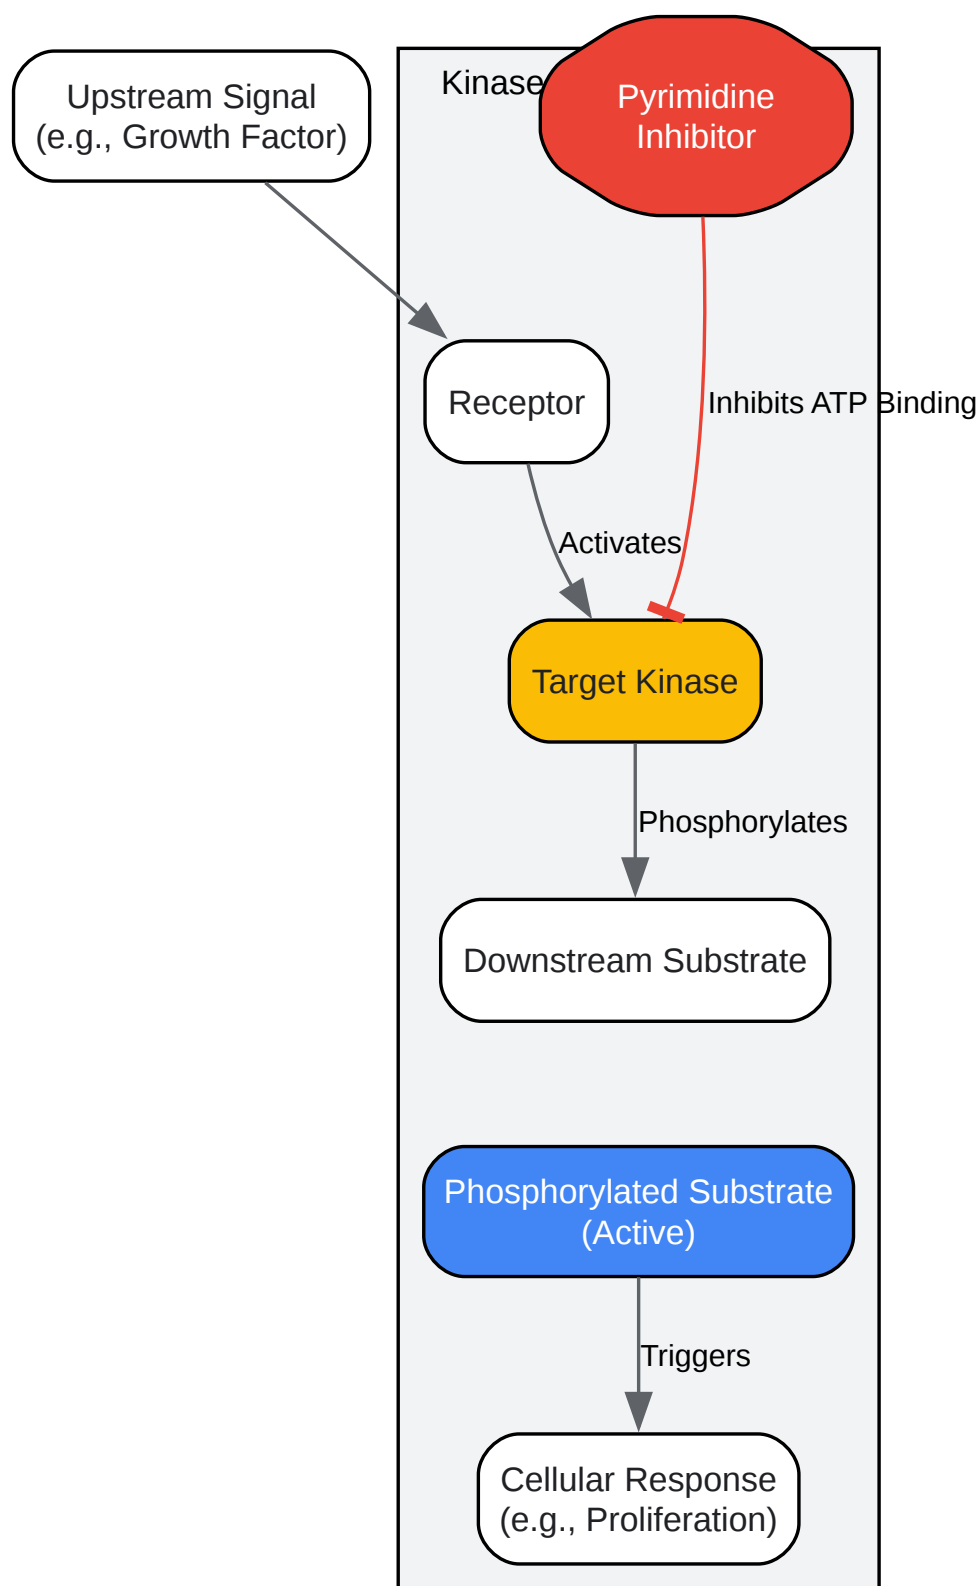 Upstream Signal
(e.g., Growth Factor)
Kinase
Pyrimidine
Inhibitor
Receptor
Inhibits ATP Binding
Activates
Target Kinase
Phosphorylates
Downstream Substrate
Phosphorylated Substrate
(Active)
Triggers
Cellular Response
(e.g., Proliferation)